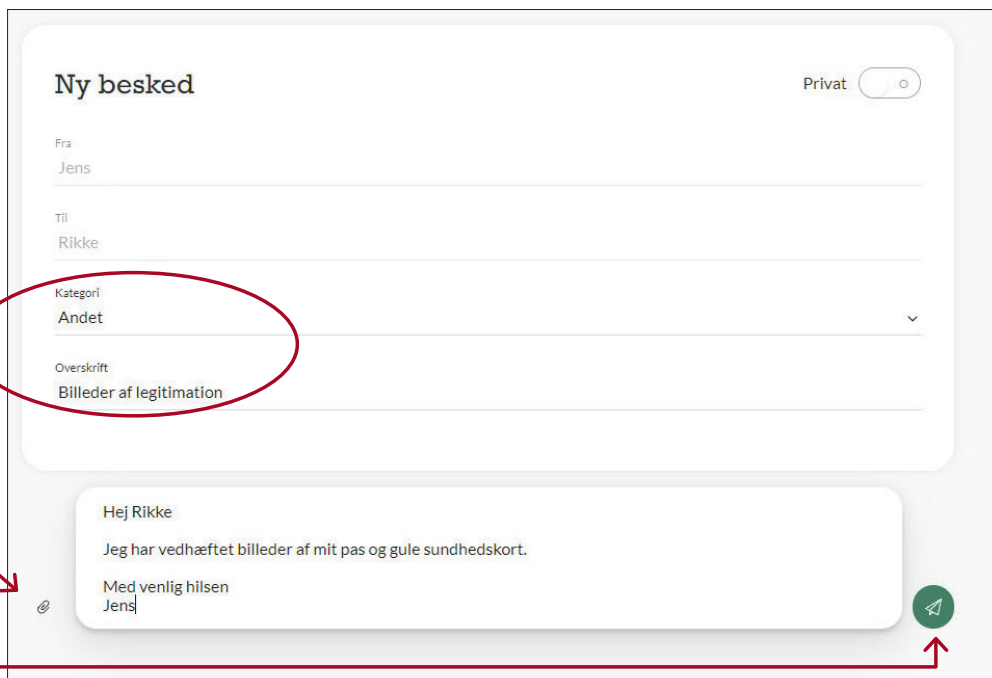 Ny besked
Privat
Fra
Jens
Til
Rikke
Kategori
Andet
Overskrift
Billeder af legitimation
Hej Rikke
Jeg har vedhæftet billeder af mit pas og gule sundhedskort.
Med venlig hilsen
Jens